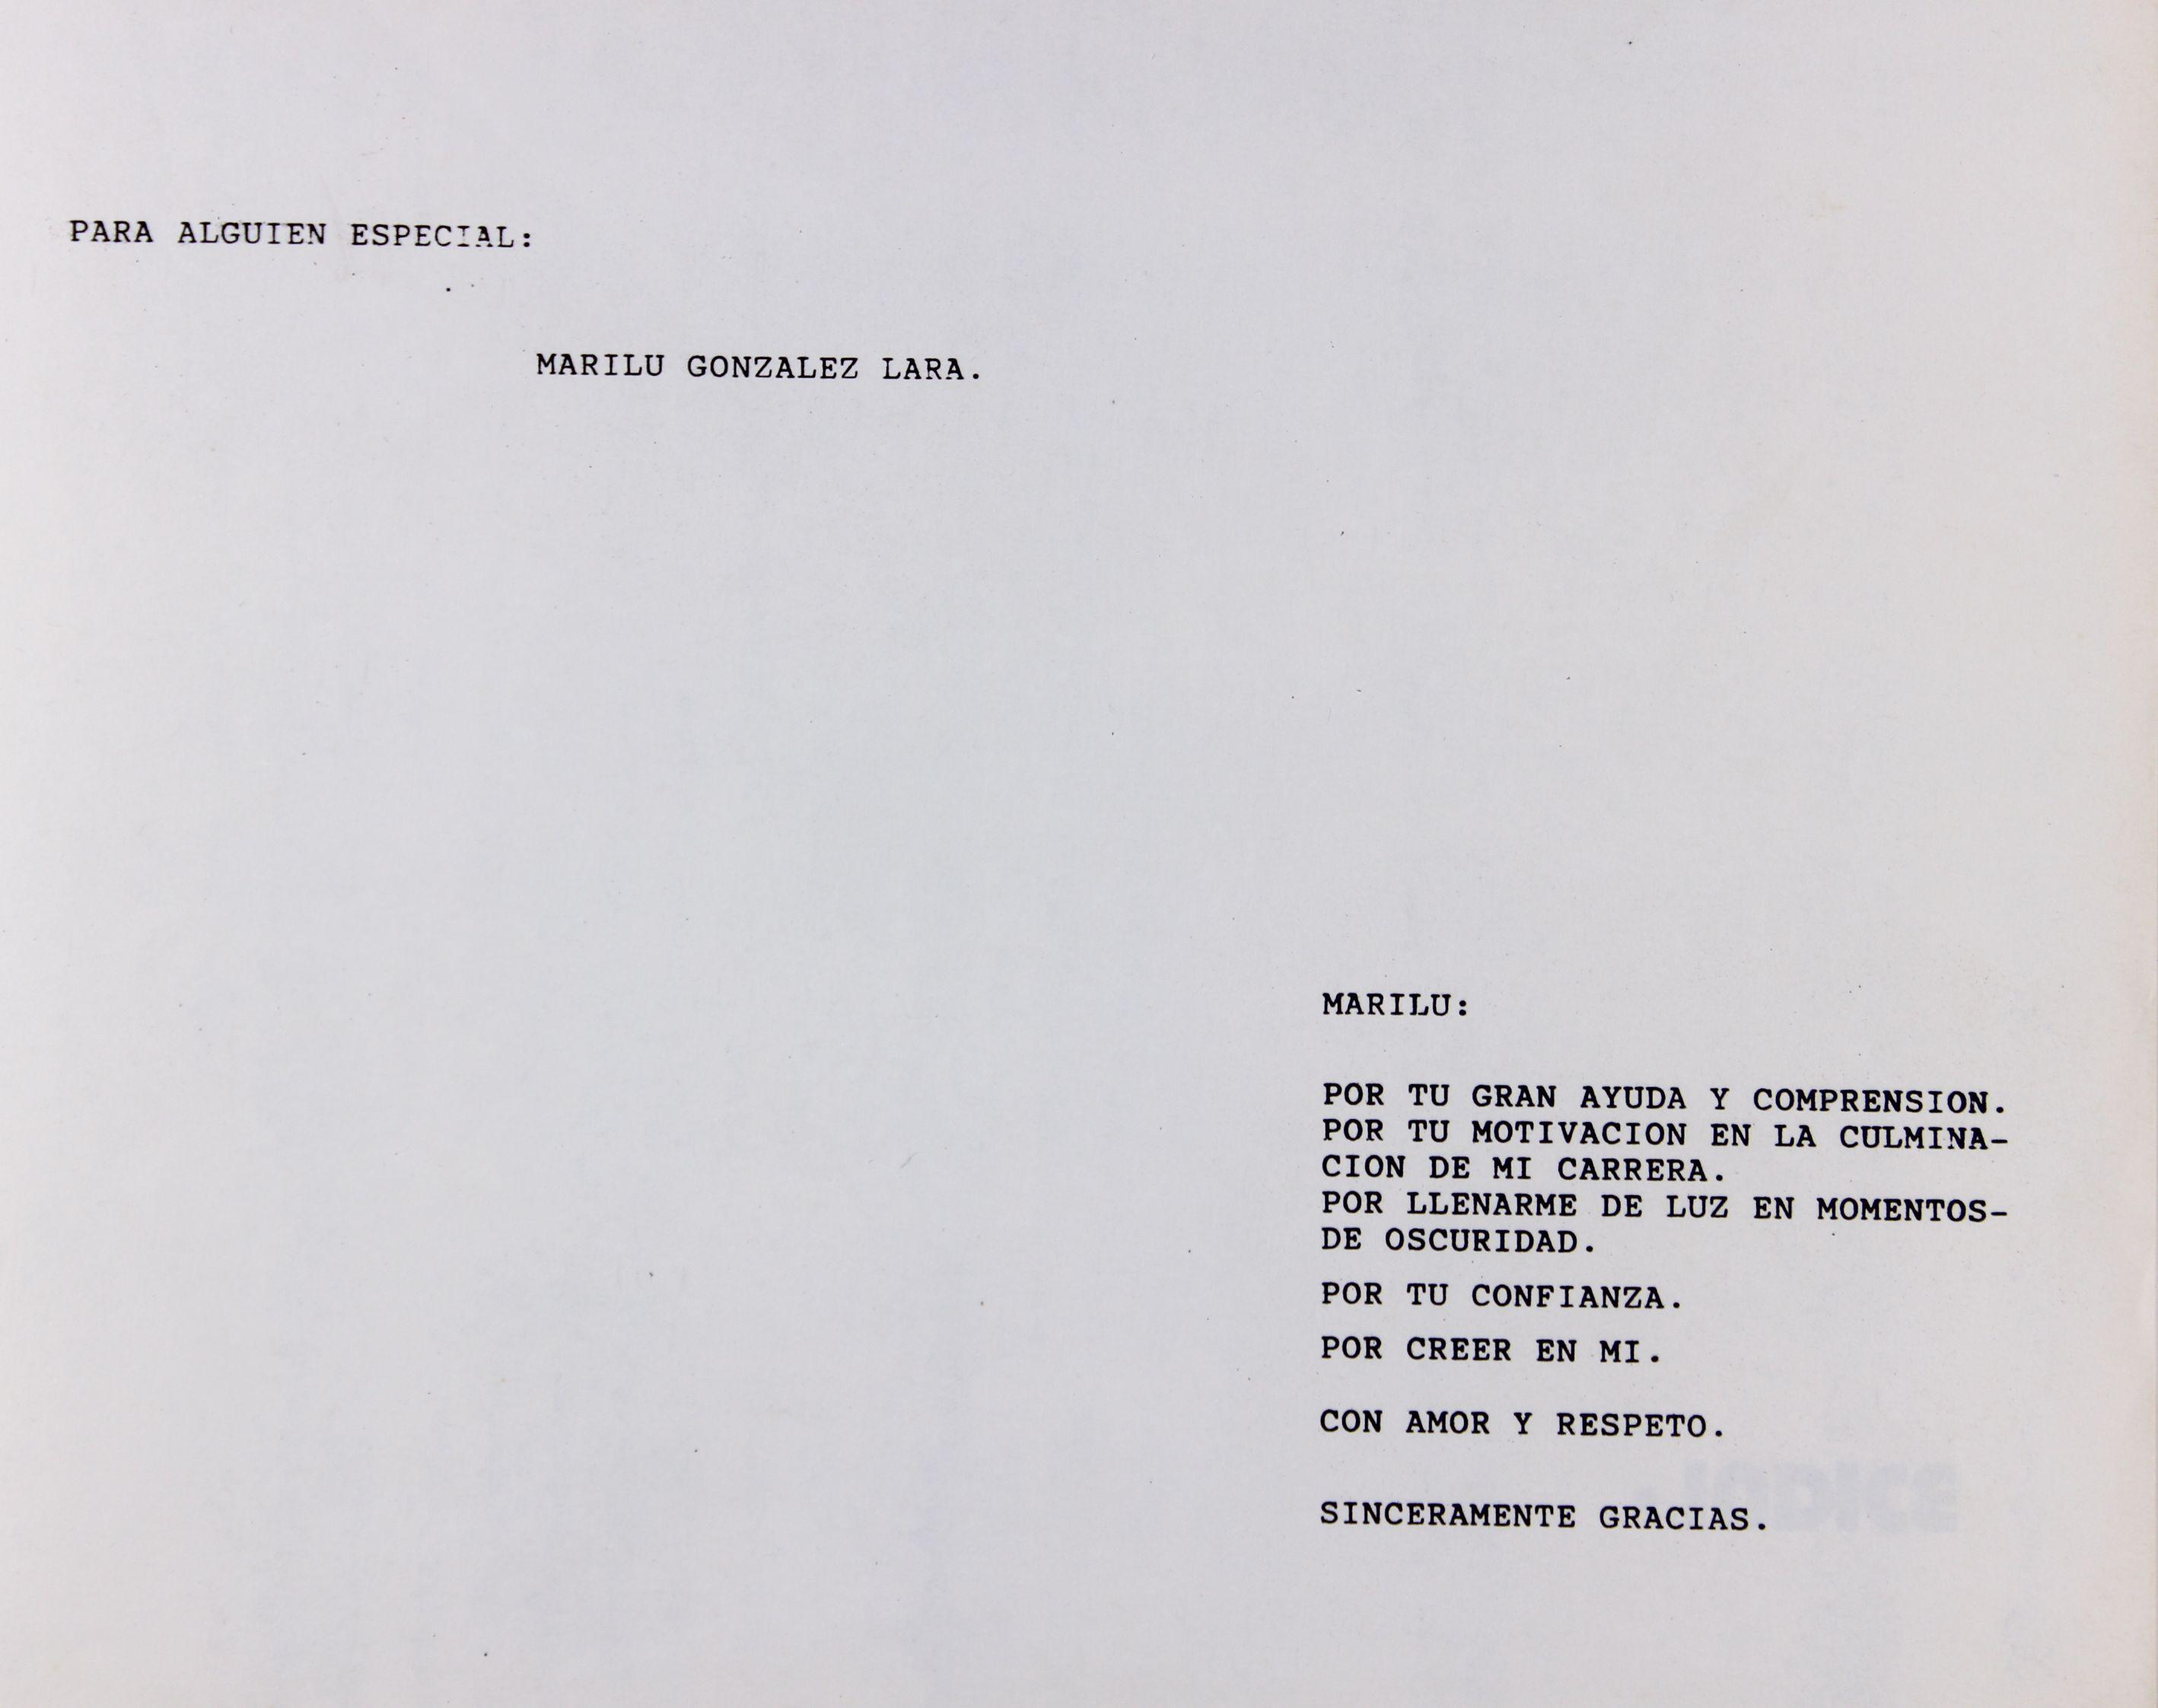 PARA ALGUIEN ESPECIAL:
MARILU GONZALEZ LARA.
MARILU:
POR TU GRAN AYUDA Y COMPRENSION.
POR TU MOTIVACION EN LA CULMINA-
CION DE MI CARRERA.
POR LLENARME DE LUZ EN MOMENTOS-
DE OSCURIDAD.
POR TU CONFIANZA.
POR CREER EN MI.
CON AMOR Y RESPETO.
SINCERAMENTE GRACIAS.